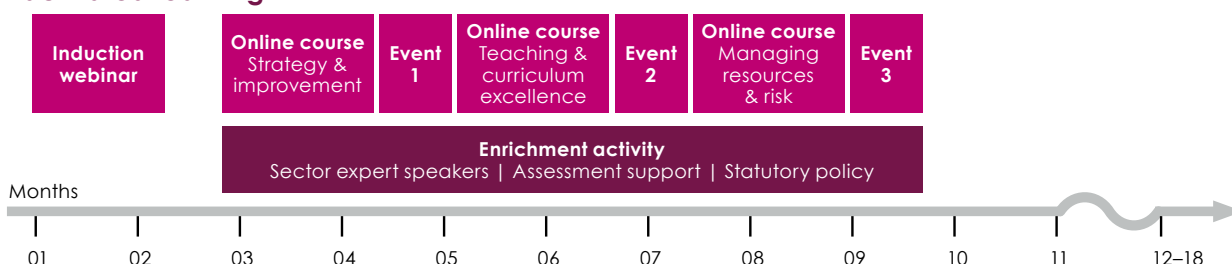 Induction
webinar
Online course
Strategy &
improvement
Event
1
Online course
Teaching &
curriculum
excellence
Event
2
Online course
Managing
resources
& risk
Event
3
Enrichment activity
Sector expert speakers | Assessment support | Statutory policy
Months
01 02 03 04 05 06 07 08 09 10 11 12–18